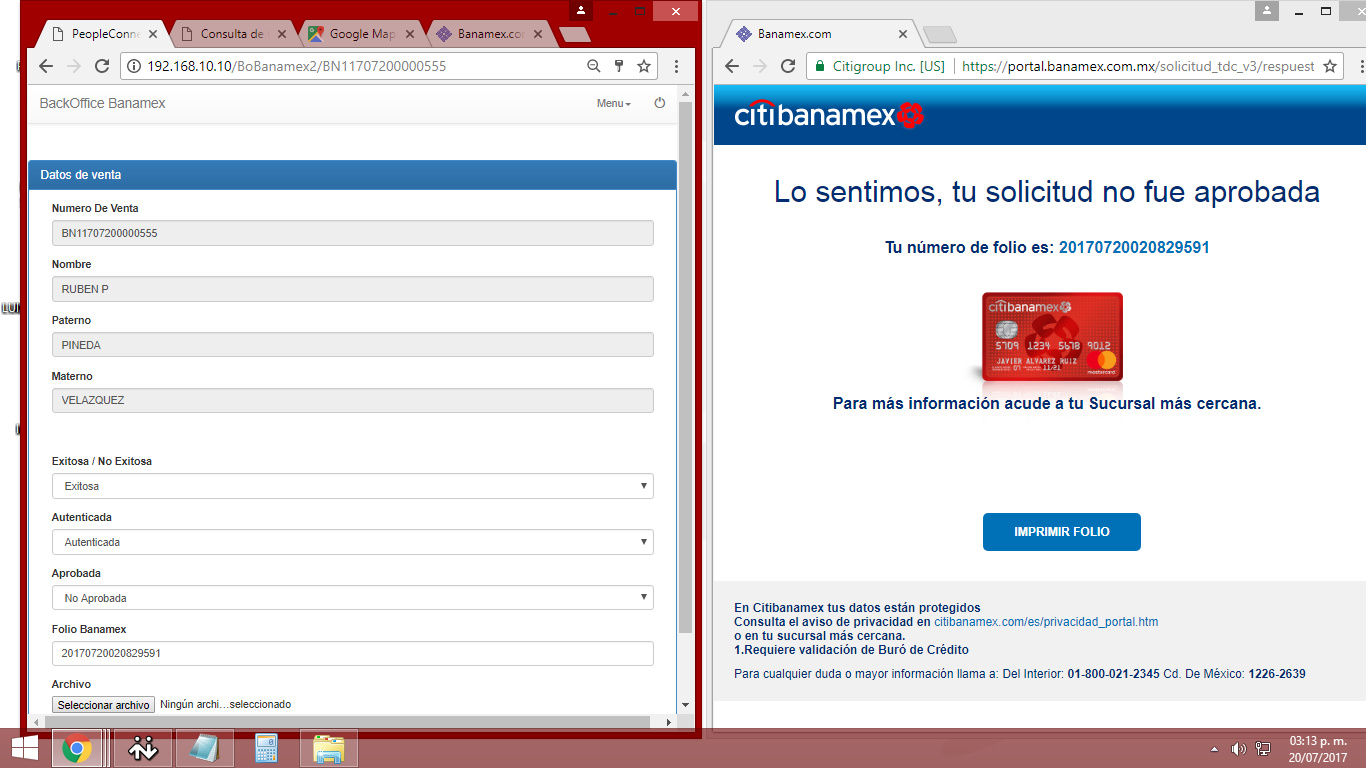 PeopleConne
Consulta de
Google Map
Banamex.co
192.168.10.10/BoBanamex2/BN11707200000555
BackOffice Banamex
Menu
Datos de venta
Numero De Venta
BN11707200000555
Nombre
RUBEN P
Paterno
PINEDA
Materno
VELAZQUEZ
Exitosa / No Exitosa
Exitosa
Autenticada
Autenticada
Aprobada
No Aprobada
Folio Banamex
20170720020829591
Archivo
Seleccionar archivo Ningún archi...seleccionado
Banamex.com
Citigroup Inc. [US] https://portal.banamex.com.mx/solicitud_tdc_v3/respuest
citibanamex
Lo sentimos, tu solicitud no fue aprobada
Tu número de folio es: 20170720020829591
citibanamex
5709 1234 5678 9012
JAVIER ALVAREZ RUIZ
07 11/21
mastercard
Para más información acude a tu Sucursal más cercana.
IMPRIMIR FOLIO
En Citibanamex tus datos están protegidos
Consulta el aviso de privacidad en citibanamex.com/es/privacidad_portal.htm
o en tu sucursal más cercana.
1.Requiere validación de Buró de Crédito
Para cualquier duda o mayor información llama a: Del Interior: 01-800-021-2345 Cd. De México: 1226-2639
03:13 p. m.
20/07/2017